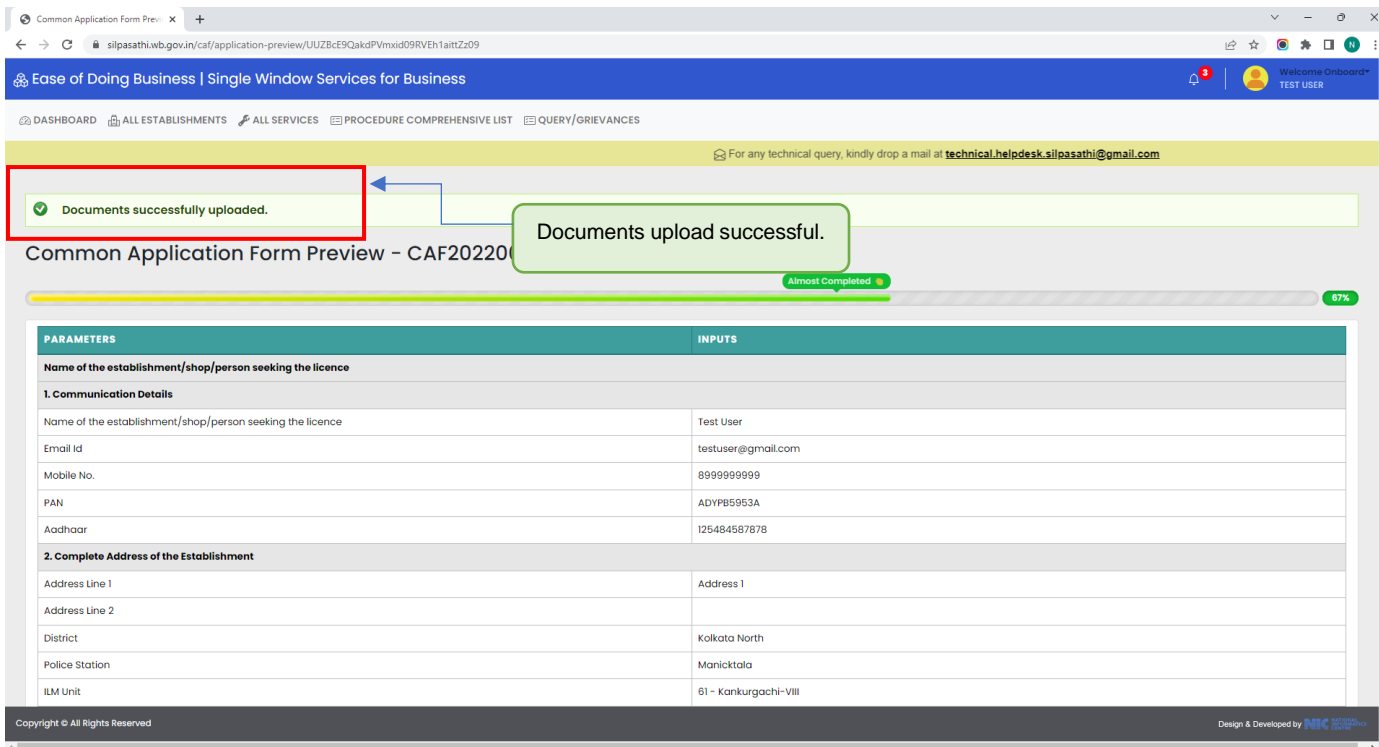 Common Application Form Prev
silpasathi.wb.gov.in/caf/application-preview/UUZBcE9QakdPVmxid09RVEh1aittZz09
N
Ease of Doing Business | Single Window Services for Business
3
Welcome Onboard
TEST USER
DASHBOARD ALL ESTABLISHMENTS ALL SERVICES PROCEDURE COMPREHENSIVE LIST QUERY/GRIEVANCES
For any technical query, kindly drop a mail at technical.helpdesk.silpasathi@gmail.com
Documents successfully uploaded.
Documents upload successful.
Common Application Form Preview - CAF20220
Almost Completed
67%
PARAMETERS INPUTS
Name of the establishment/shop/person seeking the licence
1. Communication Details
Name of the establishment/shop/person seeking the licence Test User
Email Id testuser@gmail.com
Mobile No. 8999999999
PAN ADYPB5953A
Aadhaar 125484587878
2. Complete Address of the Establishment
Address Line 1 Address 1
Address Line 2
District Kolkata North
Police Station Manicktala
ILM Unit 61 - Kankurgachi-VIII
Copyright © All Rights Reserved Design & Developed by NIC NATIONAL INFORMATICS CENTRE